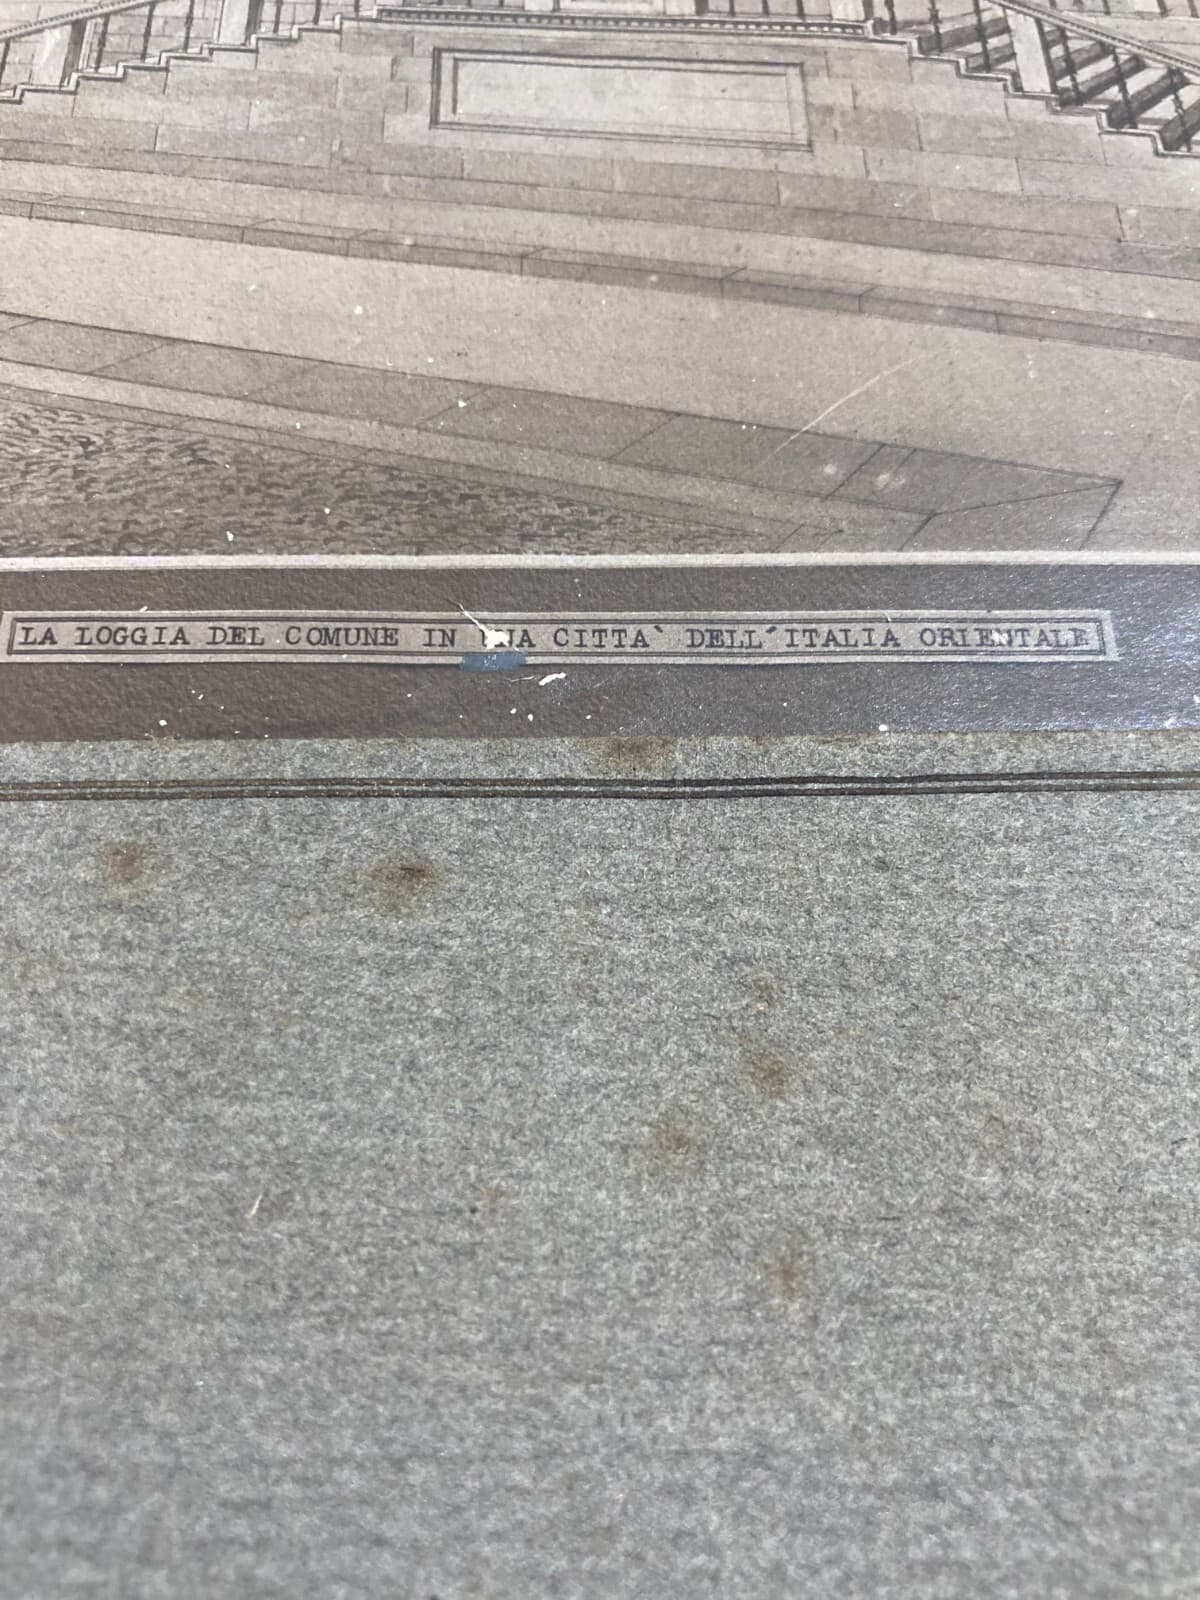 LA LOGGIA DEL COMUNE IN CITTA` DELL´ITALIA ORIENTALE